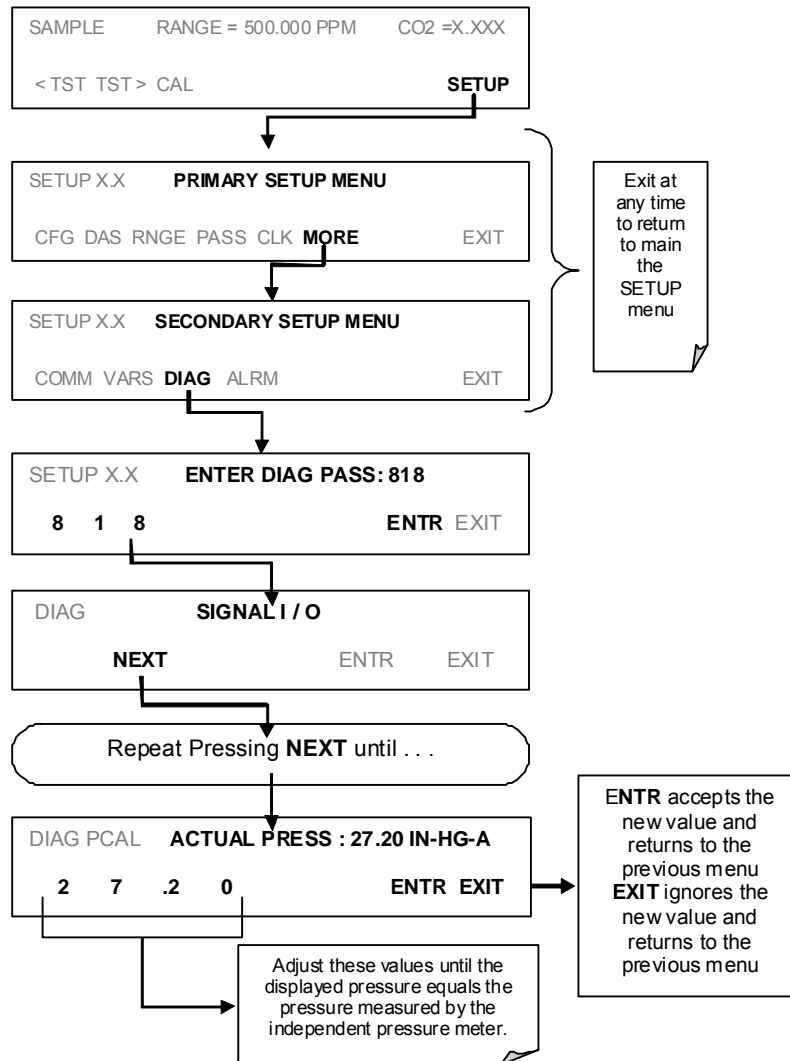 SAMPLE RANGE = 500.000 PPM CO2 =X.XXX
< TST TST > CAL SETUP
SETUP X.X PRIMARY SETUP MENU
CFG DAS RNGE PASS CLK MORE EXIT
Exit at
any time
to return
to main
the
SETUP
menu
SETUP X.X SECONDARY SETUP MENU
COMM VARS DIAG ALRM EXIT
SETUP X.X ENTER DIAG PASS: 818
8 1 8 ENTR EXIT
DIAG SIGNAL I / O
NEXT ENTR EXIT
Repeat Pressing NEXT until . . .
DIAG PCAL ACTUAL PRESS : 27.20 IN-HG-A
2 7 .2 0 ENTR EXIT
ENTR accepts the
new value and
returns to the
previous menu
EXIT ignores the
new value and
returns to the
previous menu
Adjust these values until the
displayed pressure equals the
pressure measured by the
independent pressure meter.